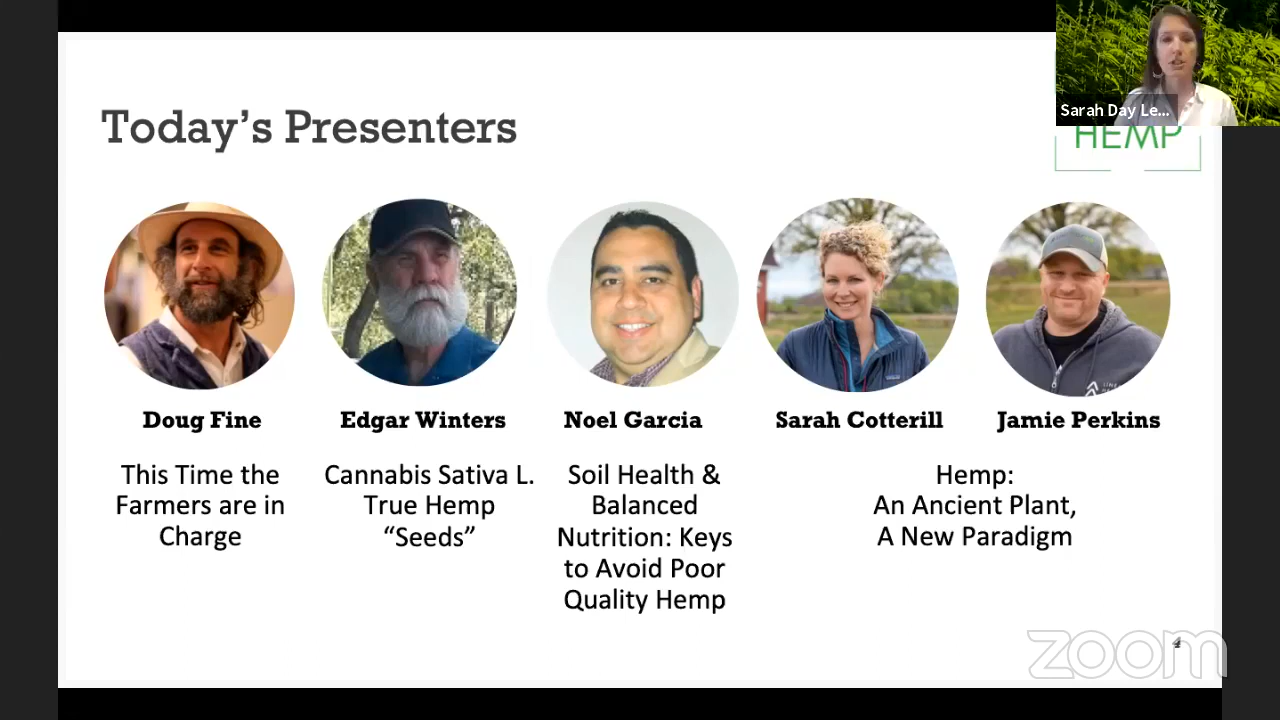 Today's Presenters
Sarah Day Le...
HEMP
Doug Fine
Edgar Winters
Noel Garcia
Sarah Cotterill
Jamie Perkins
This Time the
Farmers are in
Charge
Cannabis Sativa L.
True Hemp
“Seeds”
Soil Health &
Balanced
Nutrition: Keys
to Avoid Poor
Quality Hemp
Hemp:
An Ancient Plant,
A New Paradigm
4
zoom